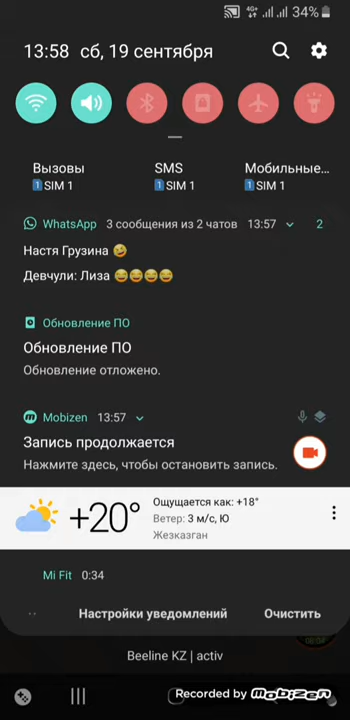 4G+ 34%
13:58 сб, 19 сентября
Вызовы SMS Мобильные...
1 SIM 1 1 SIM 1 1 SIM 1
WhatsApp 3 сообщения из 2 чатов 13:57 2
Настя Грузина 🤣
Девчули: Лиза 😂😂😂😂
Обновление ПО
Обновление ПО
Обновление отложено.
Mobizen 13:57
Запись продолжается
Нажмите здесь, чтобы остановить запись.
+20°
Ощущается как: +18°
Ветер: 3 м/с, Ю
Жезказган
Mi Fit 0:34
Настройки уведомлений Очистить
Beeline KZ | activ
Recorded by Mobizen